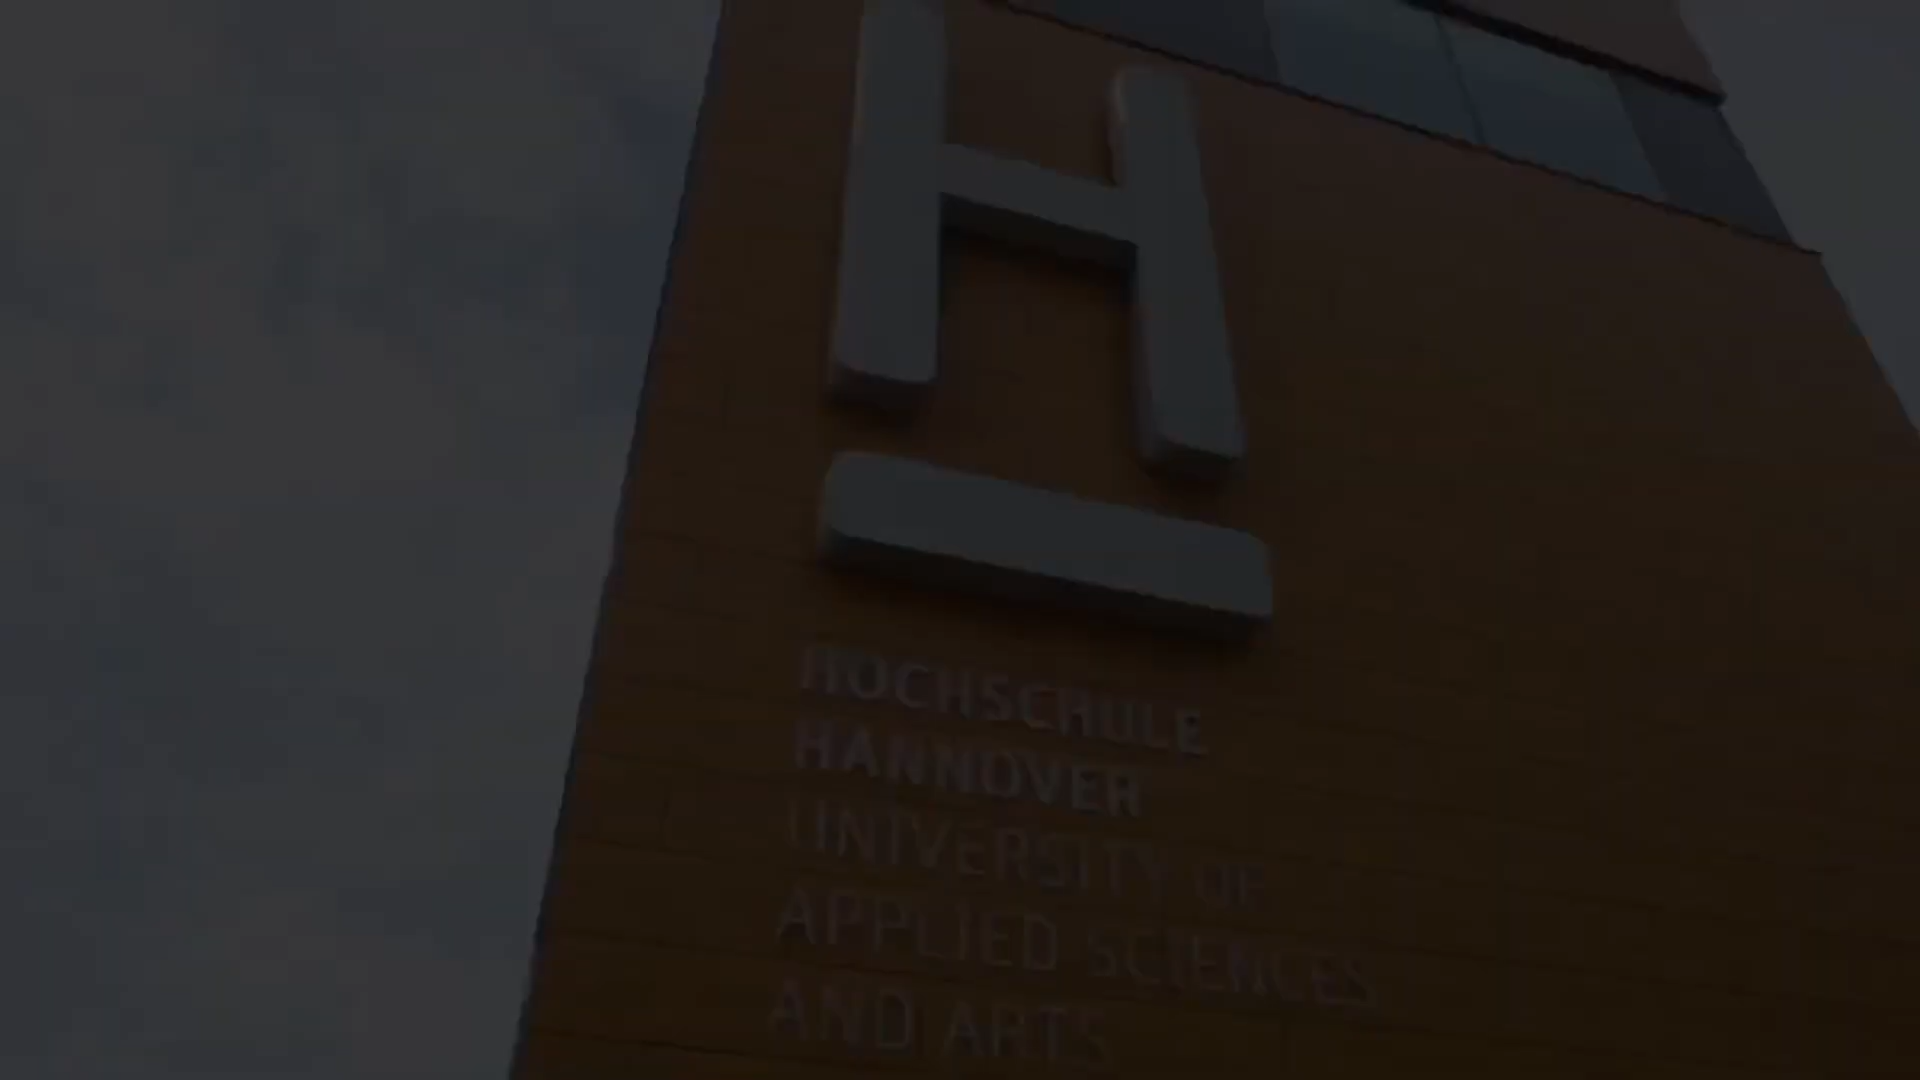 H
HOCHSCHULE
HANNOVER
UNIVERSITY OF
APPLIED SCIENCES
AND ARTS